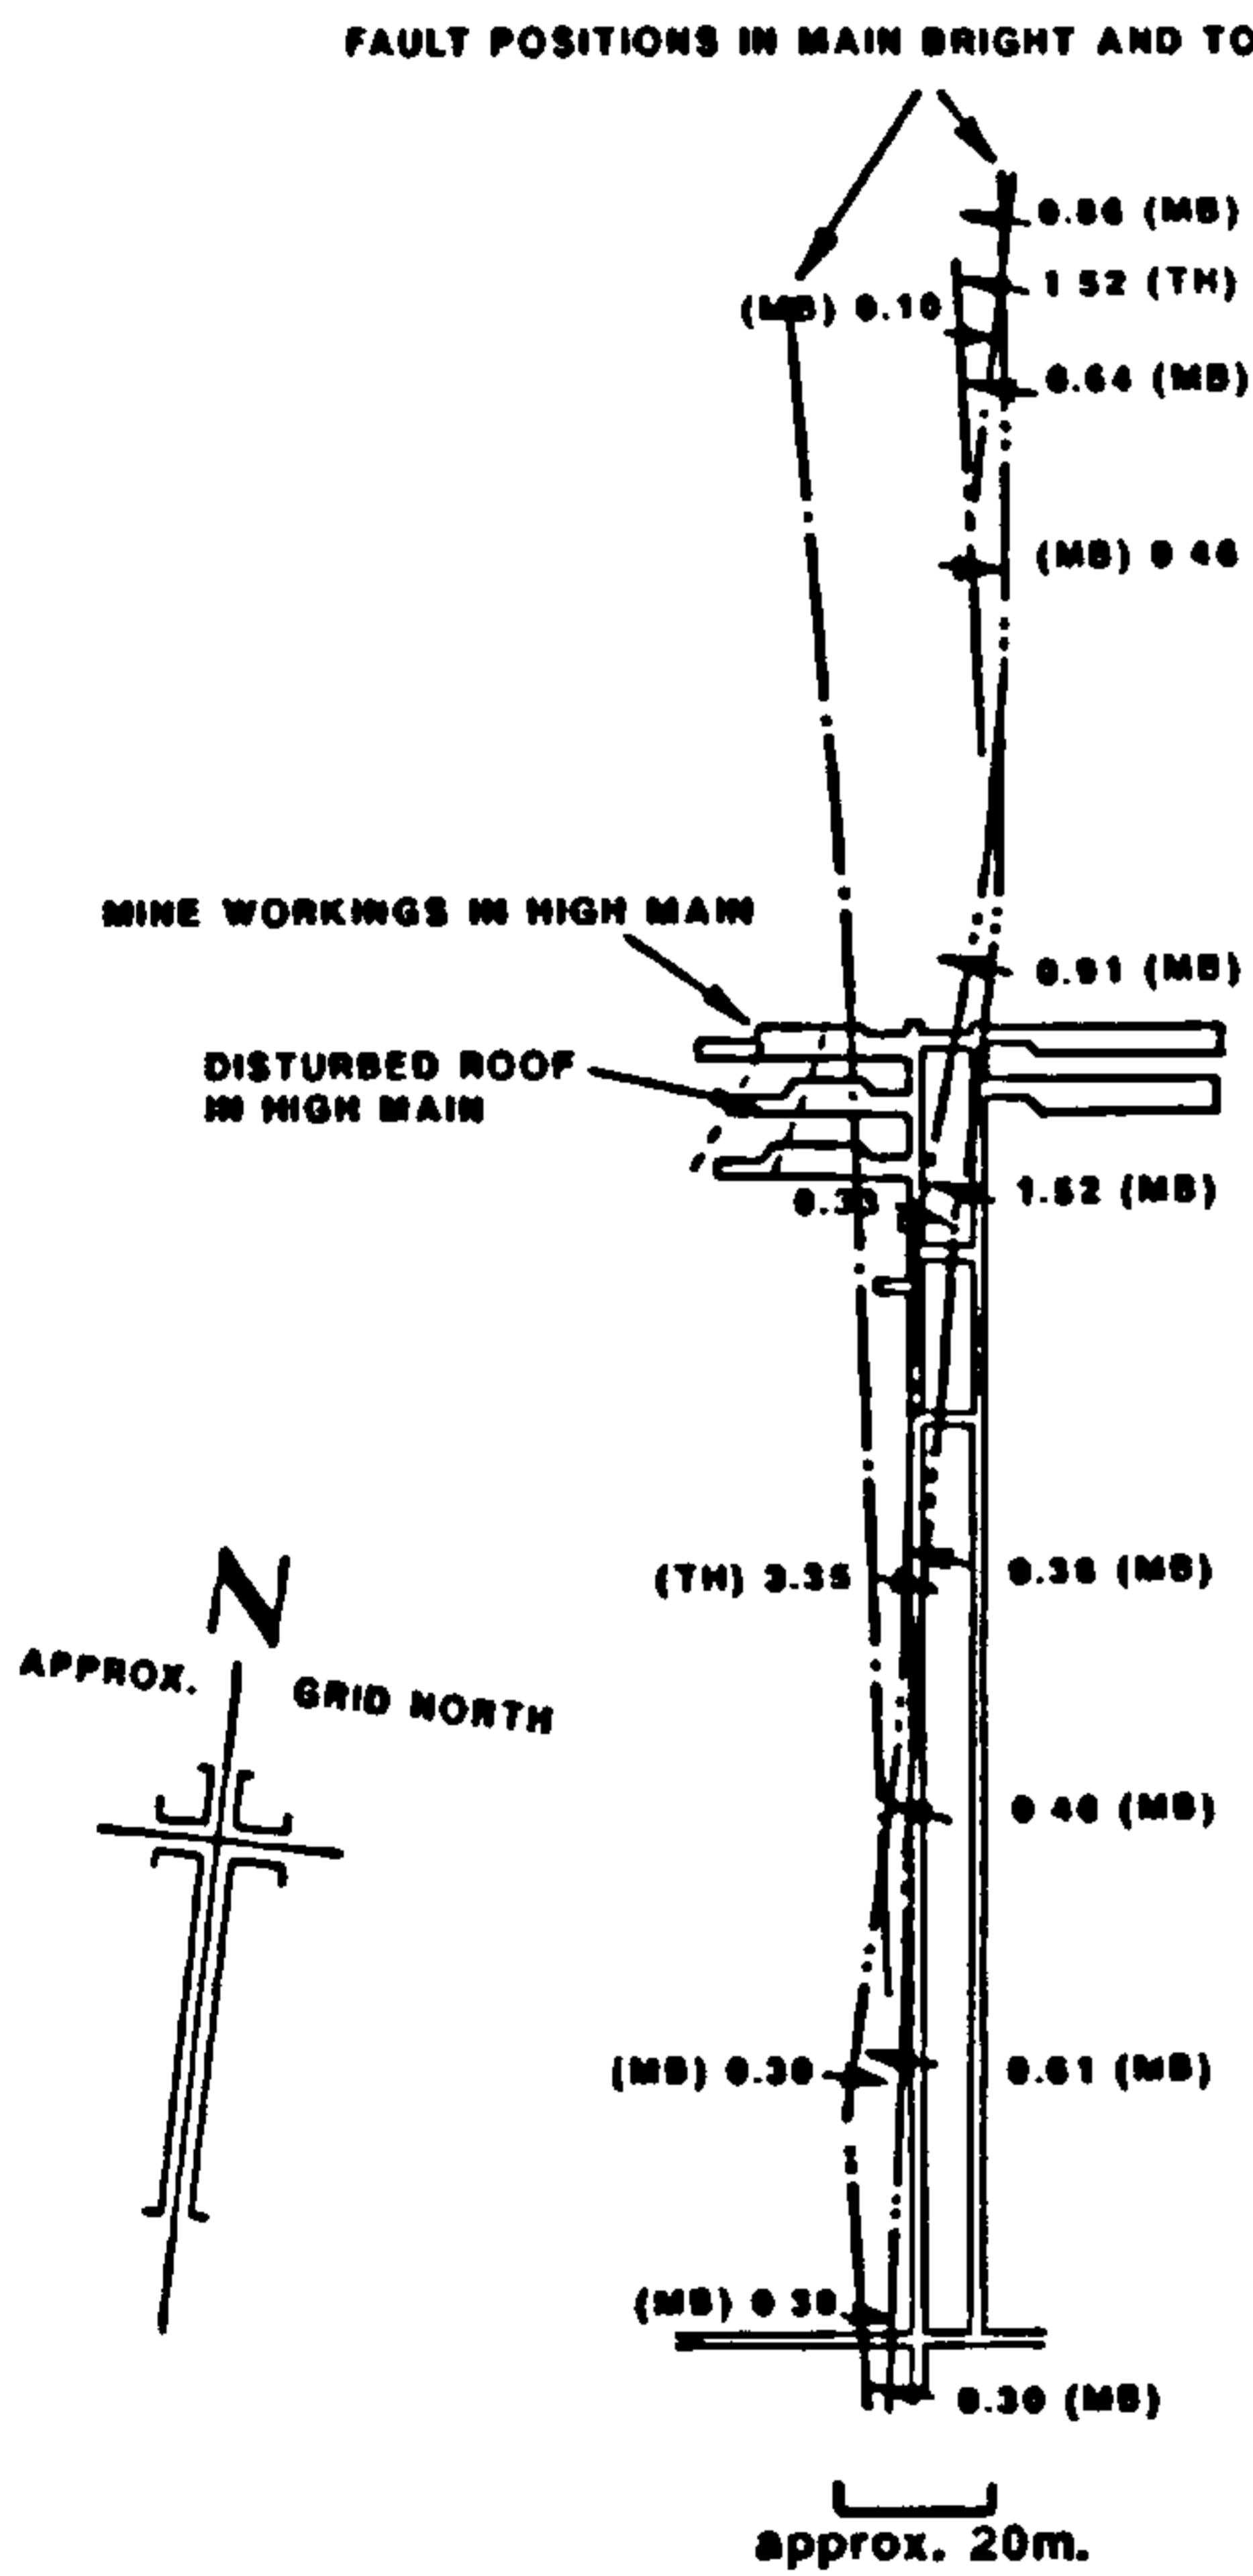 FAULT POSITIONS IN MAIN BRIGHT AND TO
0.86 (MB)
1 52 (TH)
(MB) 0.10
0.64 (MB)
(MB) 0 46
MINE WORKINGS IN HIGH MAIN
0.91 (MB)
DISTURBED ROOF
IN HIGH MAIN
1.52 (MB)
0.33
(TH) 3.35
0.38 (MB)
N
APPROX. GRID NORTH
0 46 (MB)
(MB) 0.30
0.61 (MB)
(MB) 0 30
0.30 (MB)
approx. 20m.